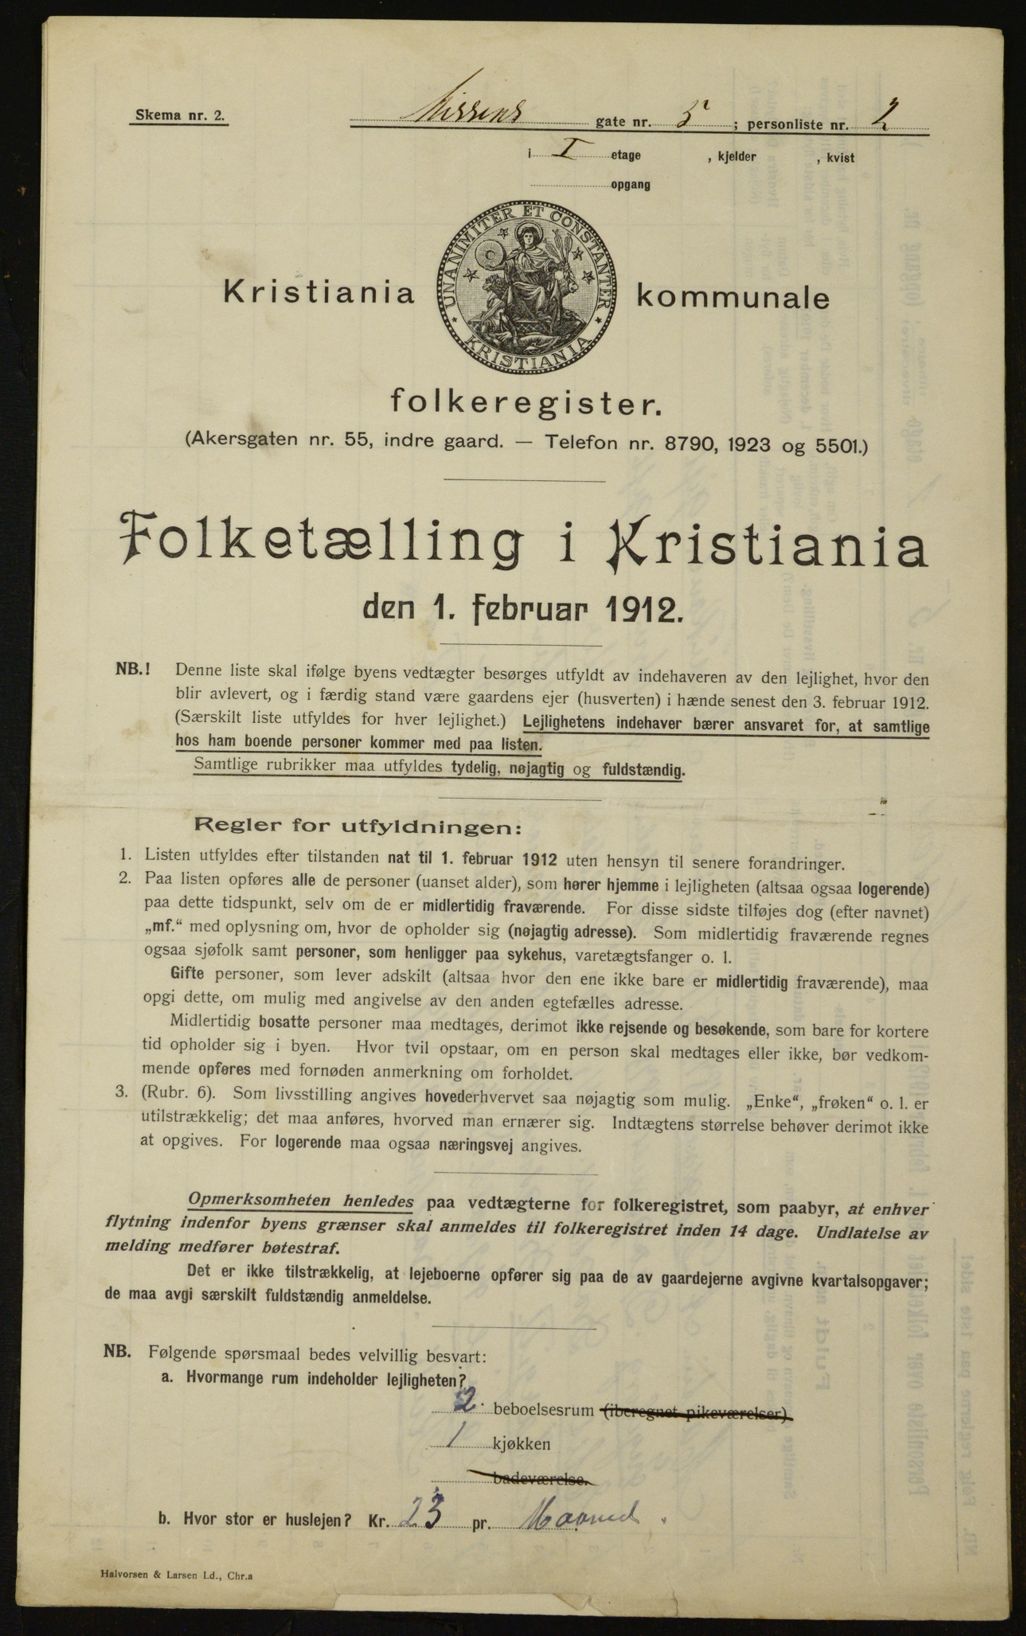 Skema nr. 2.
Nissens gate nr. 5 ; personliste nr. 2
i I etage , kjelder , kvist
opgang
UNANIMITER ET CONSTANTER
KRISTIANIA
Kristiania kommunale
folkeregister.
(Akersgaten nr. 55, indre gaard. — Telefon nr. 8790, 1923 og 5501.)
Folketælling i Kristiania
den 1. februar 1912.
NB.! Denne liste skal ifølge byens vedtægter besørges utfyldt av indehaveren av den lejlighet, hvor den
blir avlevert, og i færdig stand være gaardens ejer (husverten) i hænde senest den 3. februar 1912.
(Særskilt liste utfyldes for hver lejlighet.) Lejlighetens indehaver bærer ansvaret for, at samtlige
hos ham boende personer kommer med paa listen.
Samtlige rubrikker maa utfyldes tydelig, nøjagtig og fuldstændig.
Regler for utfyldningen:
1. Listen utfyldes efter tilstanden nat til 1. februar 1912 uten hensyn til senere forandringer.
2. Paa listen opføres alle de personer (uanset alder), som hører hjemme i lejligheten (altsaa ogsaa logerende)
paa dette tidspunkt, selv om de er midlertidig fraværende. For disse sidste tilføjes dog (efter navnet)
„mf.“ med oplysning om, hvor de opholder sig (nøjagtig adresse). Som midlertidig fraværende regnes
ogsaa sjøfolk samt personer, som henligger paa sykehus, varetægtsfanger o. l.
Gifte personer, som lever adskilt (altsaa hvor den ene ikke bare er midlertidig fraværende), maa
opgi dette, om mulig med angivelse av den anden egtefælles adresse.
Midlertidig bosatte personer maa medtages, derimot ikke rejsende og besøkende, som bare for kortere
tid opholder sig i byen. Hvor tvil opstaar, om en person skal medtages eller ikke, bør vedkom-
mende opføres med fornøden anmerkning om forholdet.
3. (Rubr. 6). Som livsstilling angives hovederhvervet saa nøjagtig som mulig. „Enke“, „frøken“ o. l. er
utilstrækkelig; det maa anføres, hvorved man ernærer sig. Indtægtens størrelse behøver derimot ikke
at opgives. For logerende maa ogsaa næringsvej angives.
Opmerksomheten henledes paa vedtægterne for folkeregistret, som paabyr, at enhver
flytning indenfor byens grænser skal anmeldes til folkeregistret inden 14 dage. Undlatelse av
melding medfører bøtestraf.
Det er ikke tilstrækkelig, at lejeboerne opfører sig paa de av gaardejerne avgivne kvartalsopgaver;
de maa avgi særskilt fuldstændig anmeldelse.
NB. Følgende spørsmaal bedes velvillig besvart:
a. Hvormange rum indeholder lejligheten?
2 beboelsesrum (iberegnet pikeværelser)
1 kjøkken
badeværelse.
b. Hvor stor er huslejen? Kr. 23 pr. Maaned.
Halvorsen & Larsen Ld., Chr.a